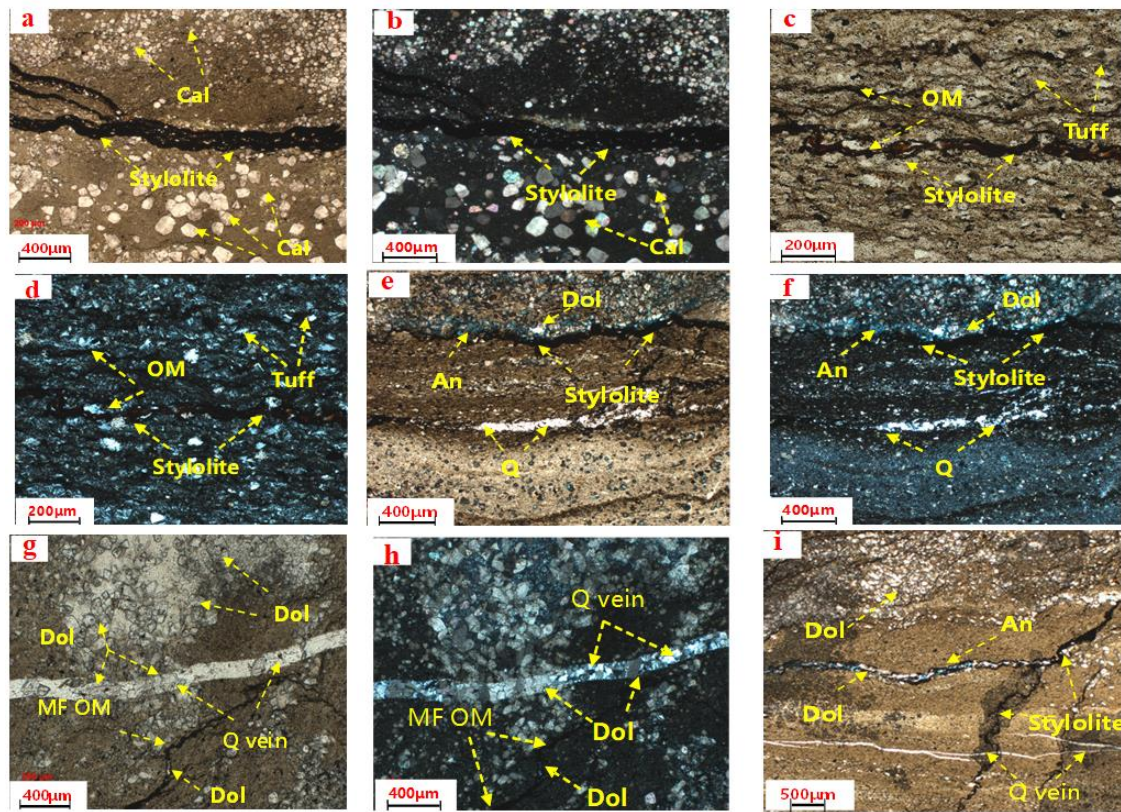 a
Cal
Stylolite
Cal
400μm
b
Stylolite
Cal
400μm
c
OM
Tuff
Stylolite
200μm
d
OM
Tuff
Stylolite
200μm
e
Dol
An
Stylolite
Q
400μm
f
Dol
An
Stylolite
Q
400μm
g
Dol
Dol
MF OM
Q vein
Dol
400μm
h
Q vein
MF OM
Dol
Dol
400μm
i
Dol
An
Dol
Stylolite
Q vein
500μm